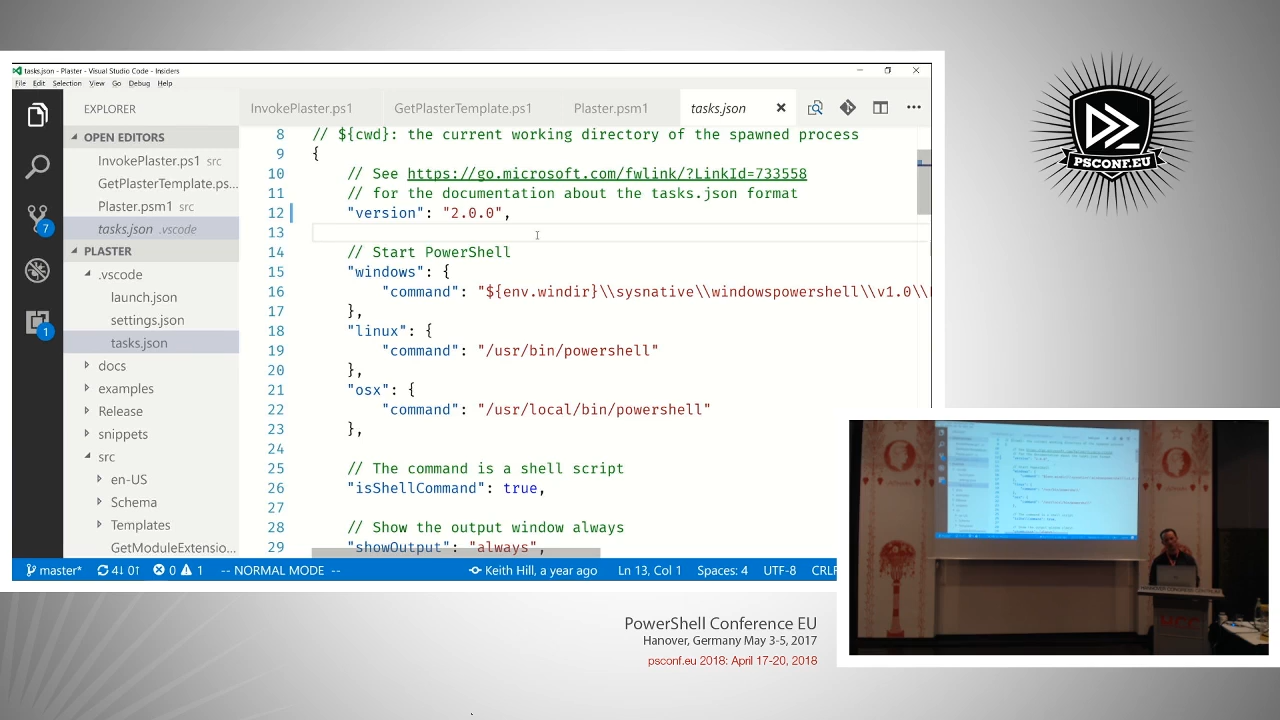 tasks.json - Plaster - Visual Studio Code - Insiders
File Edit Selection View Go Debug Help
EXPLORER
OPEN EDITORS
InvokePlaster.ps1 src
GetPlasterTemplate.ps...
Plaster.psm1 src
tasks.json .vscode
PLASTER
.vscode
launch.json
settings.json
tasks.json
docs
examples
Release
snippets
src
en-US
Schema
Templates
GetModuleExtensio...
7
1
InvokePlaster.ps1 GetPlasterTemplate.ps1 Plaster.psm1 tasks.json
8 // ${cwd}: the current working directory of the spawned process
9 {
10 // See https://go.microsoft.com/fwlink/?LinkId=733558
11 // for the documentation about the tasks.json format
12 "version": "2.0.0",
13
14 // Start PowerShell
15 "windows": {
16 "command": "${env.windir}\\sysnative\\windowspowershell\\v1.0\\
17 },
18 "linux": {
19 "command": "/usr/bin/powershell"
20 },
21 "osx": {
22 "command": "/usr/local/bin/powershell"
23 },
24
25 // The command is a shell script
26 "isShellCommand": true,
27
28 // Show the output window always
29 "showOutput": "always",
master* 4↓ 0↑ 0 1 -- NORMAL MODE -- Keith Hill, a year ago Ln 13, Col 1 Spaces: 4 UTF-8 CRLF
PSCONF.EU
PowerShell Conference EU
Hanover, Germany May 3-5, 2017
psconf.eu 2018: April 17-20, 2018